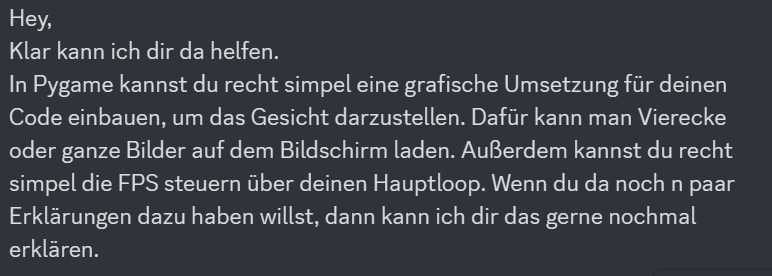 Hey,
Klar kann ich dir da helfen.
In Pygame kannst du recht simpel eine grafische Umsetzung für deinen
Code einbauen, um das Gesicht darzustellen. Dafür kann man Vierecke
oder ganze Bilder auf dem Bildschirm laden. Außerdem kannst du recht
simpel die FPS steuern über deinen Hauptloop. Wenn du da noch n paar
Erklärungen dazu haben willst, dann kann ich dir das gerne nochmal
erklären.